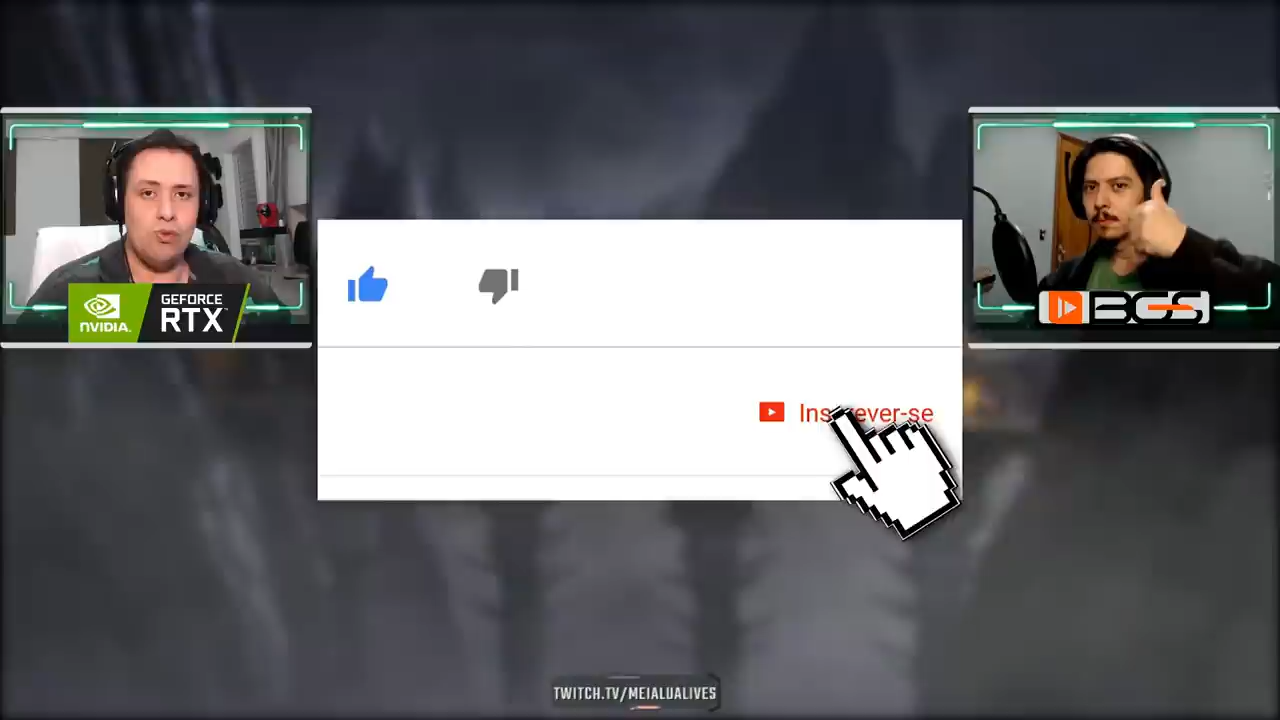 NVIDIA.
GEFORCE
RTX
BGS
Inscrever-se
TWITCH.TV/MEIALUALIVES